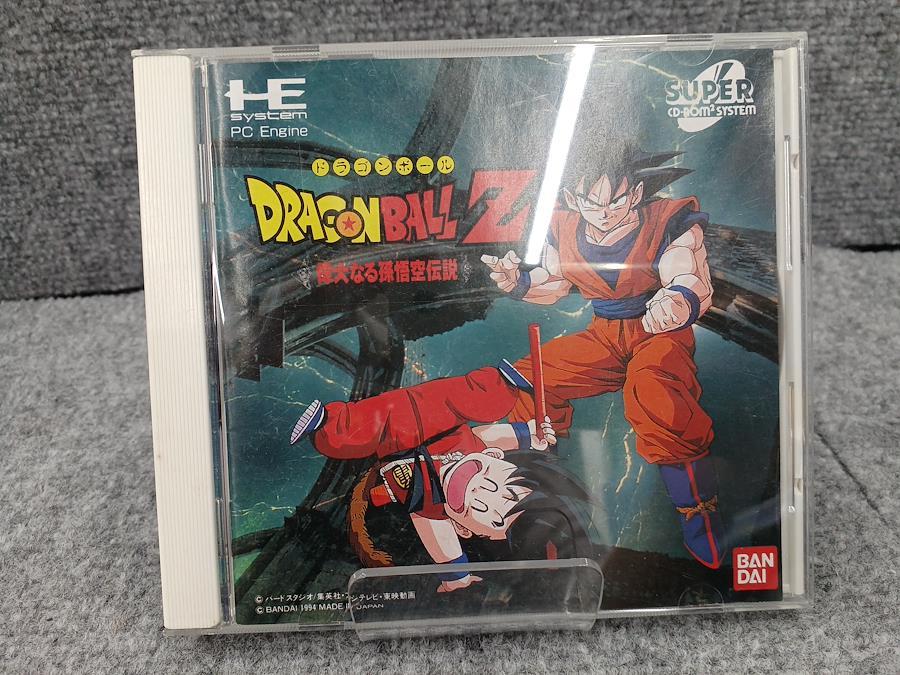 HE
system
PC Engine
SUPER
CD-ROM² SYSTEM
ドラゴンボール
DRAGON BALL Z
偉大なる孫悟空伝説
© バードスタジオ/集英社・フジテレビ・東映動画
© BANDAI 1994 MADE IN JAPAN
BAN
DAI